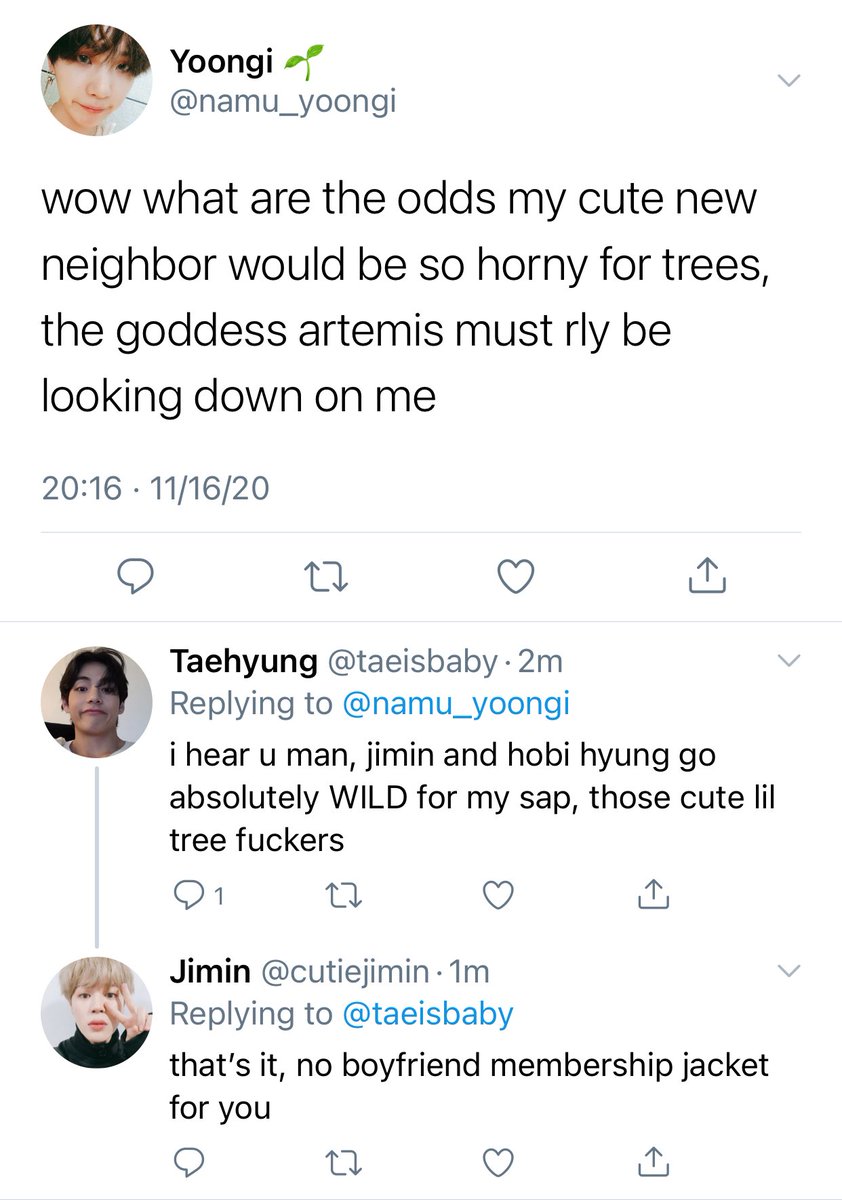 Yoongi 🌱
@namu_yoongi
wow what are the odds my cute new
neighbor would be so horny for trees,
the goddess artemis must rly be
looking down on me
20:16 · 11/16/20
Taehyung @taeisbaby · 2m
Replying to @namu_yoongi
i hear u man, jimin and hobi hyung go
absolutely WILD for my sap, those cute lil
tree fuckers
1
Jimin @cutiejimin · 1m
Replying to @taeisbaby
that’s it, no boyfriend membership jacket
for you